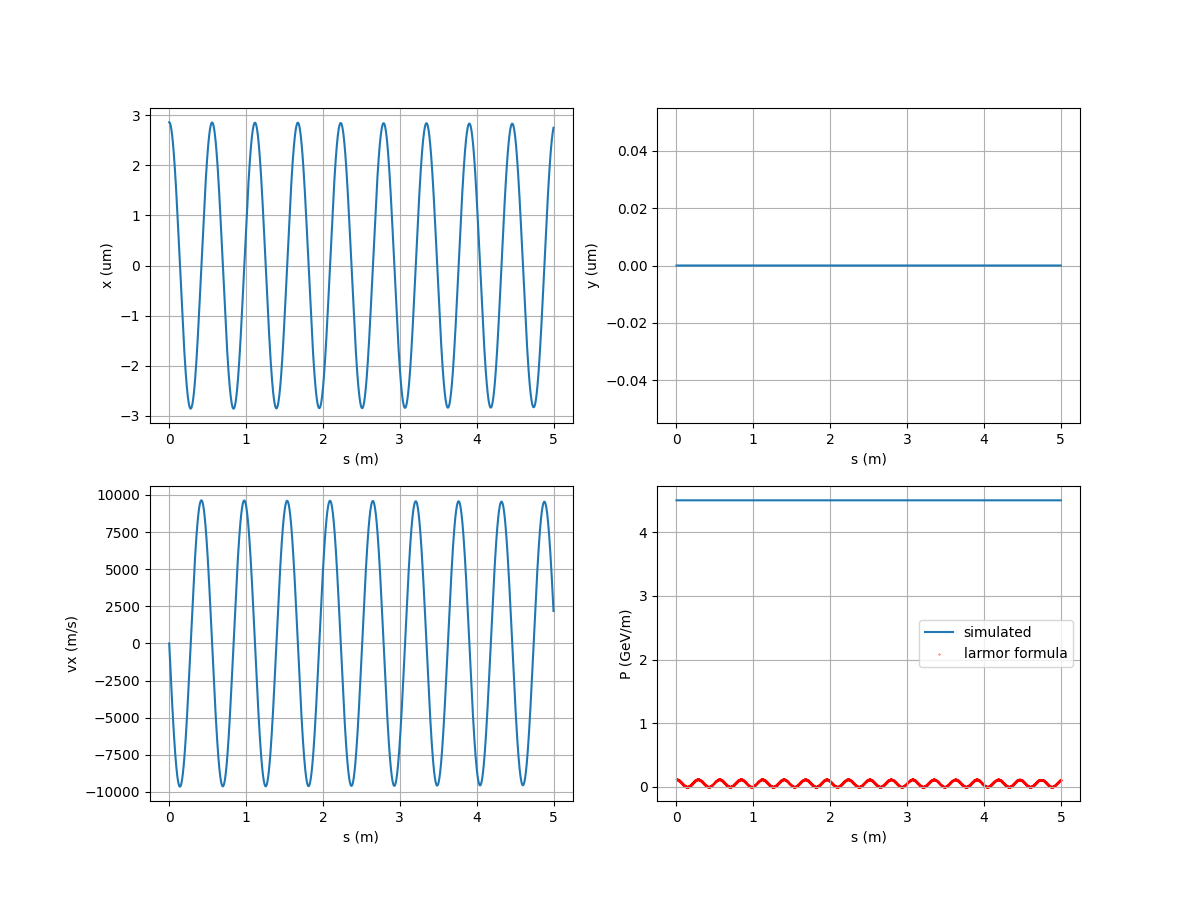 3
2
1
0
−1
−2
−3
x (um)
0 1 2 3 4 5
s (m)
0.04
0.02
0.00
−0.02
−0.04
y (um)
0 1 2 3 4 5
s (m)
10000
7500
5000
2500
0
−2500
−5000
−7500
−10000
vx (m/s)
0 1 2 3 4 5
s (m)
4
3
2
1
0
P (GeV/m)
simulated
larmor formula
0 1 2 3 4 5
s (m)